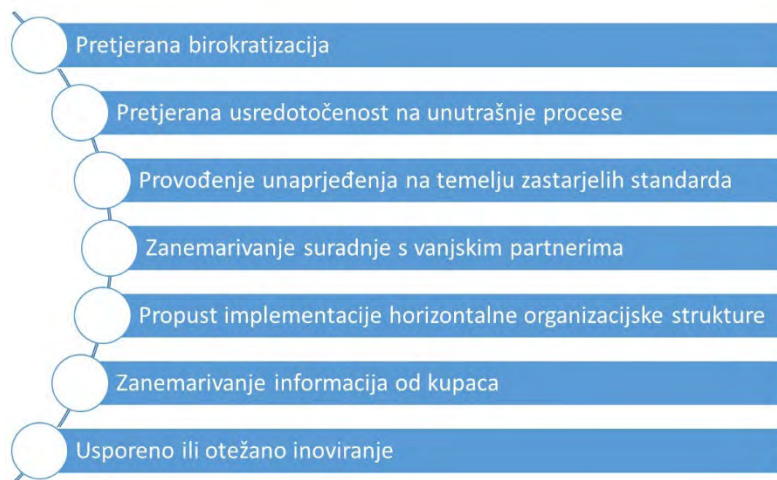 Pretjerana birokratizacija
Pretjerana usredotočenost na unutrašnje procese
Provođenje unaprjeđenja na temelju zastarjelih standarda
Zanemarivanje suradnje s vanjskim partnerima
Propust implementacije horizontalne organizacijske strukture
Zanemarivanje informacija od kupaca
Usporeno ili otežano inoviranje